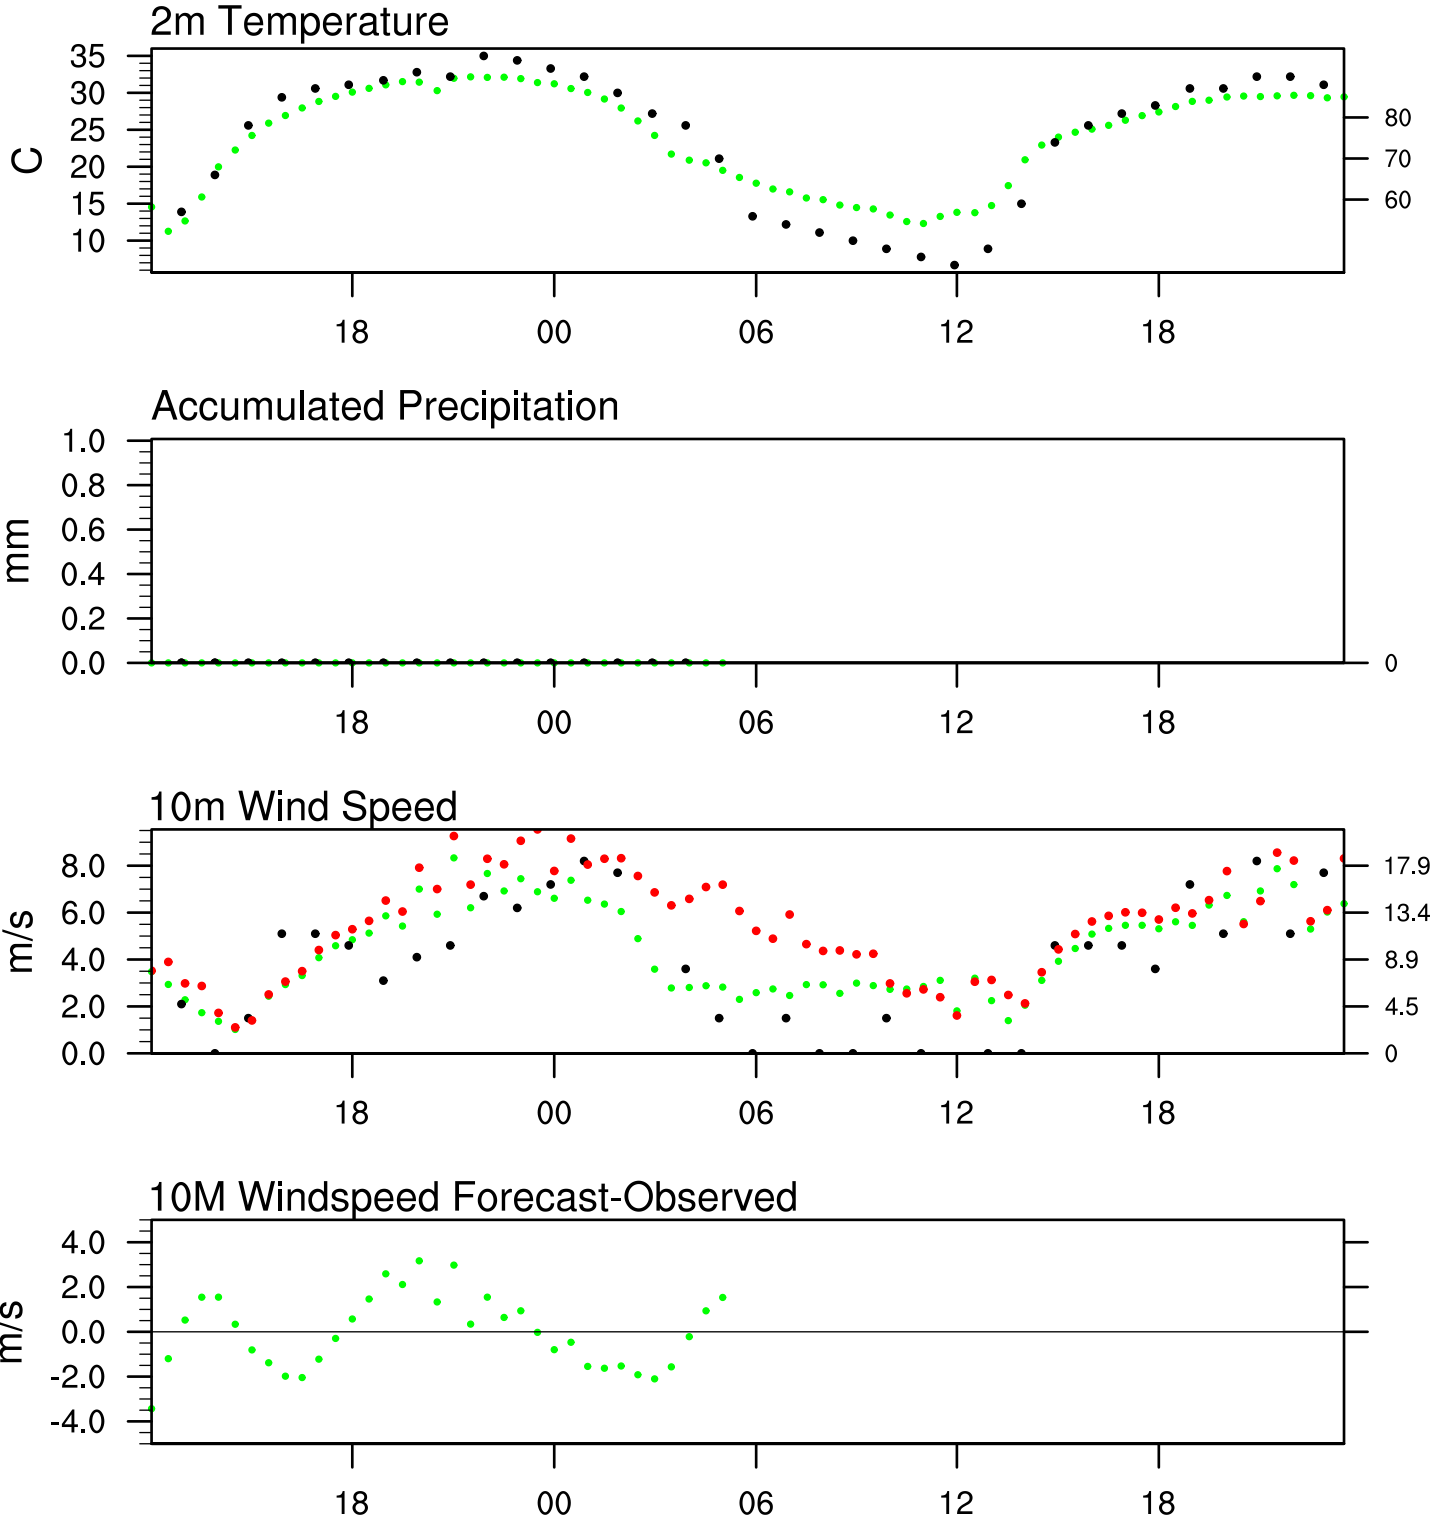 2m Temperature
35
30
25
20
15
10
C
80
70
60
18 00 06 12 18
Accumulated Precipitation
1.0
0.8
0.6
0.4
0.2
0.0
mm
0
18 00 06 12 18
10m Wind Speed
8.0
6.0
4.0
2.0
0.0
m/s
17.9
13.4
8.9
4.5
0
18 00 06 12 18
10M Windspeed Forecast-Observed
4.0
2.0
0.0
-2.0
-4.0
m/s
18 00 06 12 18